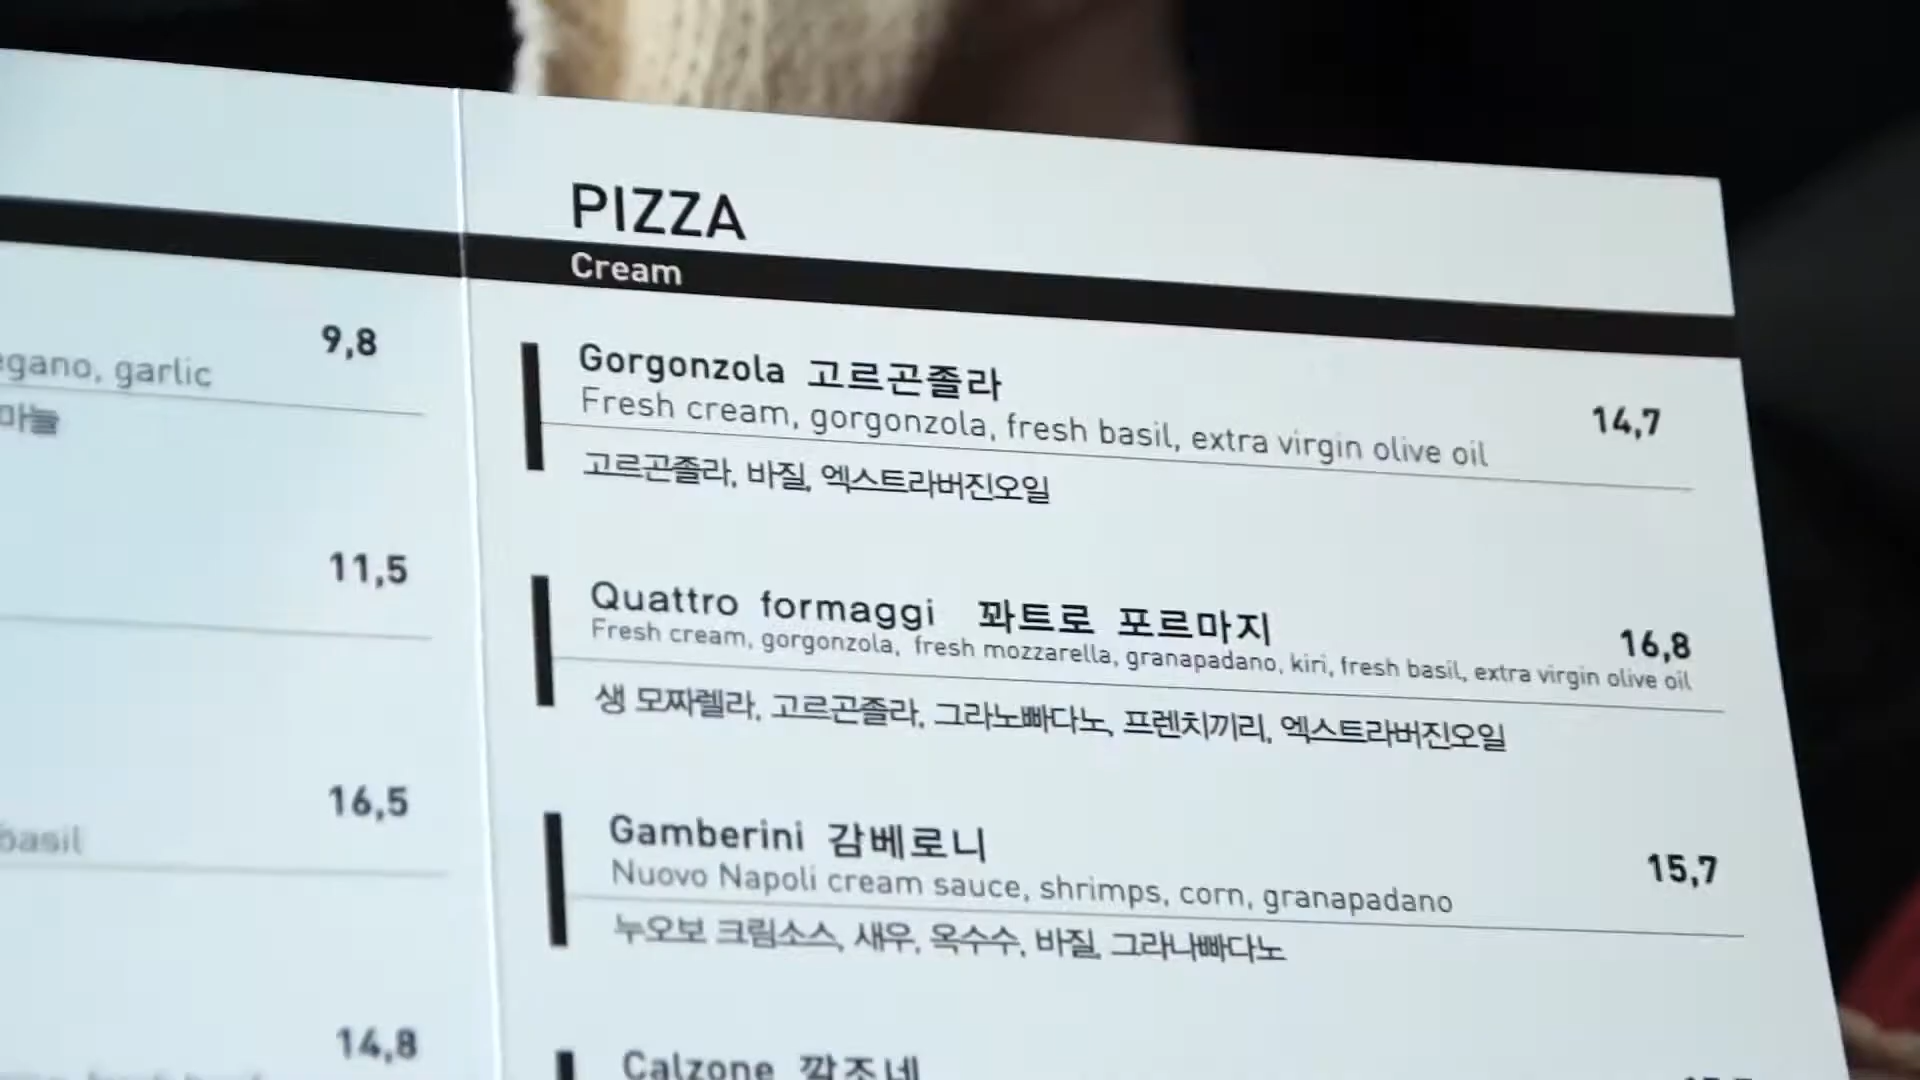 9,8
garlic
마늘
11,5
16,5
basil
14,8
PIZZA
Cream
Gorgonzola 고르곤졸라
Fresh cream, gorgonzola, fresh basil, extra virgin olive oil
14,7
고르곤졸라, 바질, 엑스트라버진오일
Quattro formaggi 꽈트로 포르마지
16,8
Fresh cream, gorgonzola, fresh mozzarella, granapadano, kiri, fresh basil, extra virgin olive oil
생 모짜렐라, 고르곤졸라, 그라노빠다노, 프렌치끼리, 엑스트라버진오일
Gamberini 감베로니
Nuovo Napoli cream sauce, shrimps, corn, granapadano
15,7
누오보 크림소스, 새우, 옥수수, 바질, 그라나빠다노
Calzone 깔조네